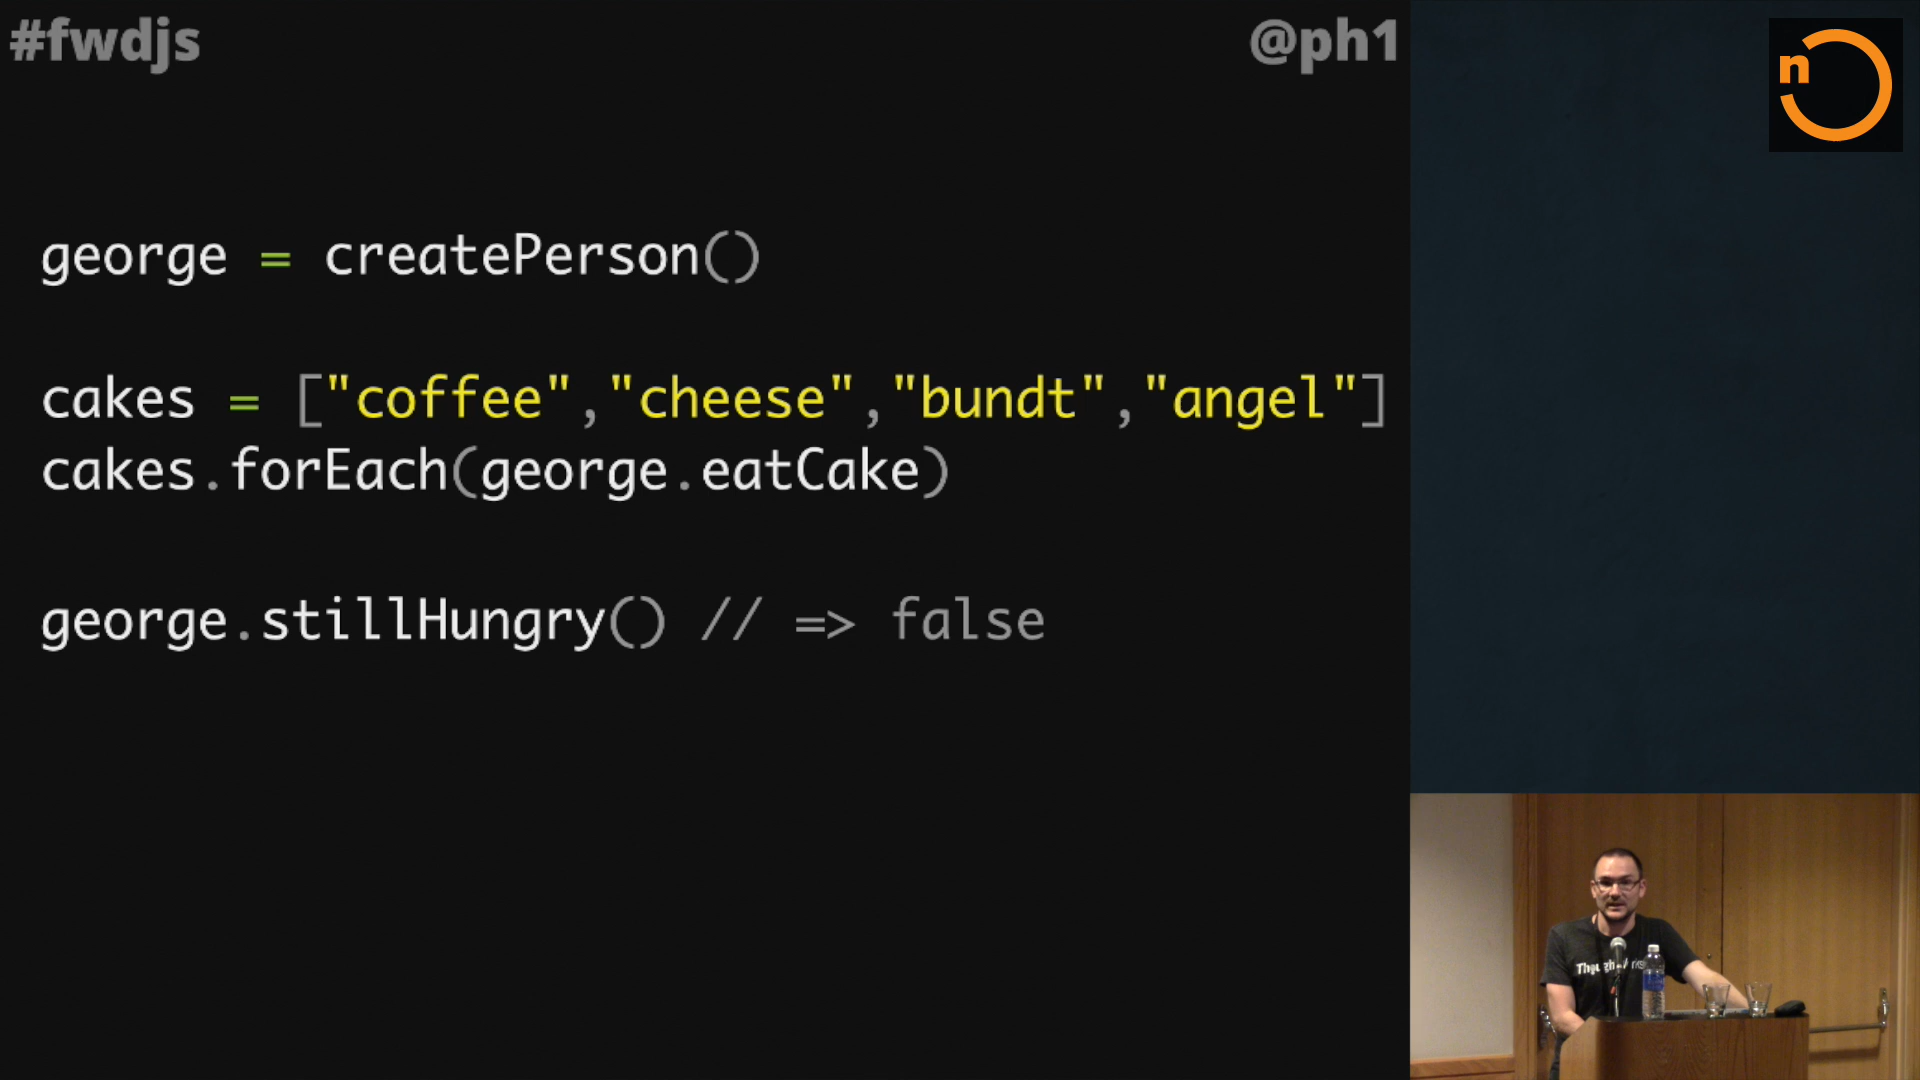 #fwdjs
@ph1
george = createPerson()
cakes = ["coffee","cheese","bundt","angel"]
cakes.forEach(george.eatCake)
george.stillHungry() // => false
n